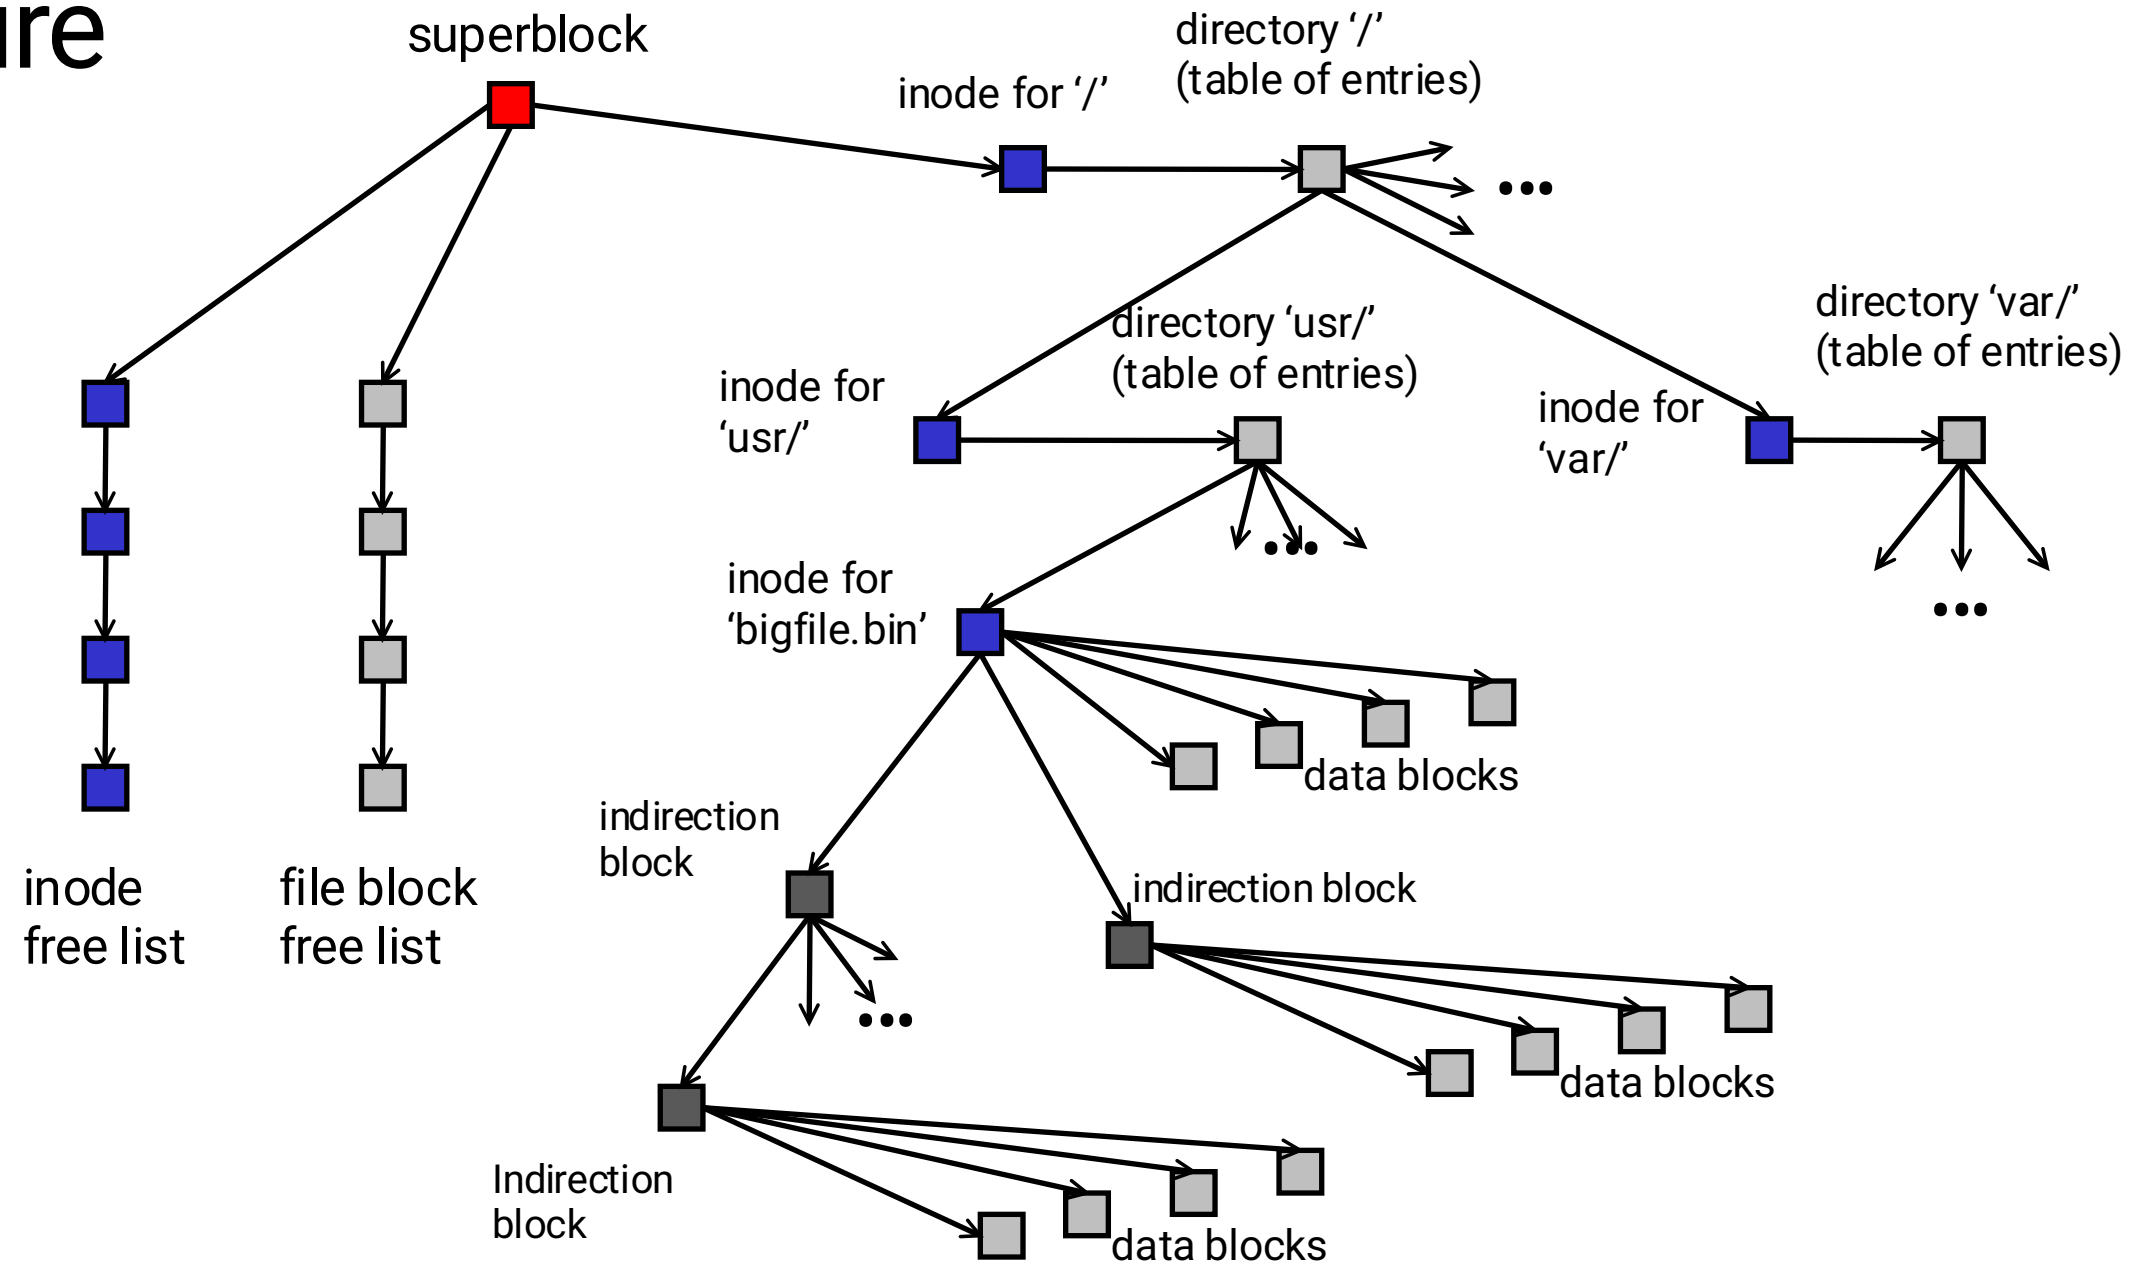 ure
superblock
directory ‘/’
(table of entries)
inode for ‘/’
...
directory ‘usr/’
(table of entries)
directory ‘var/’
(table of entries)
inode for
‘usr/’
inode for
‘var/’
...
...
inode for
‘bigfile.bin’
data blocks
indirection
block
indirection block
inode
free list
file block
free list
...
data blocks
Indirection
block
data blocks